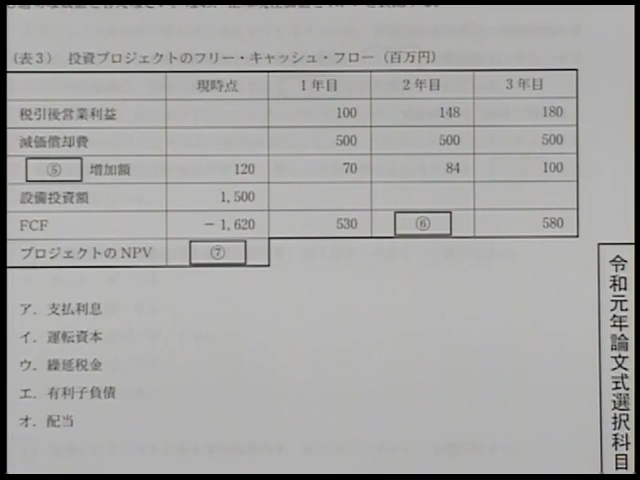 (表3) 投資プロジェクトのフリー・キャッシュ・フロー（百万円）
現時点 1年目 2年目 3年目
税引後営業利益 100 148 180
減価償却費 500 500 500
⑤ 増加額 120 70 84 100
設備投資額 1,500
FCF －1,620 530 ⑥ 580
プロジェクトのNPV ⑦
ア．支払利息
イ．運転資本
ウ．繰延税金
エ．有利子負債
オ．配当
令和元年論文式選択科目